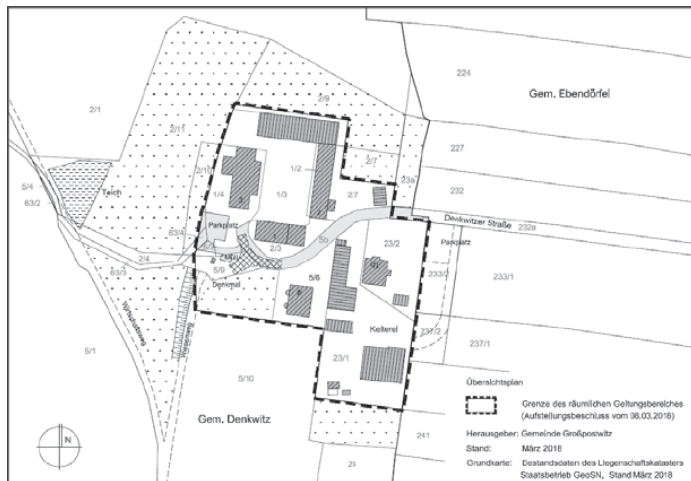 224
Gem. Ebendörfel
2/9
2/1
2/11
227
2/7
23a
1/2
5/4
63/2
Teich
1/4
1/3
27
232
Denkwitzer Straße
232a
Parkplatz
63/4
2/3
5b
23/2
Parkplatz
2/4
63/3
5/9
Denkmal
5/6
233/2
233/1
Wirtschaftsweg
Kelterei
237/2
237/1
5/1
23/1
5/10
Übersichtsplan
Grenze des räumlichen Geltungsbereiches
(Aufstellungsbeschluss vom 08.03.2018)
Gem. Denkwitz
Herausgeber: Gemeinde Großpostwitz
241
Stand: März 2018
N
24
Grundkarte: Bestandsdaten des Liegenschaftskatasters
Staatsbetrieb GeoSN, Stand März 2018